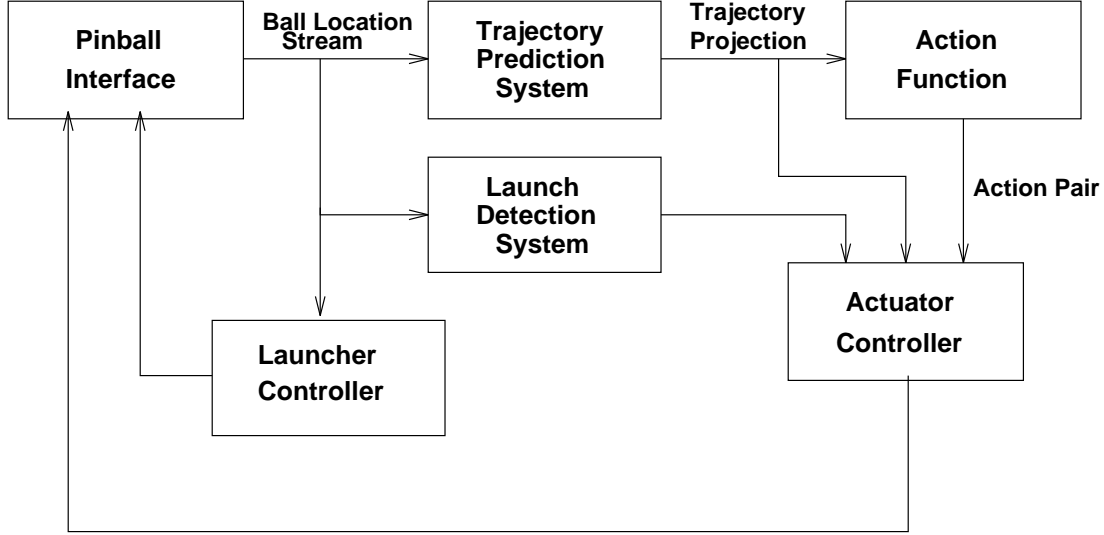 Pinball
Interface
Ball Location
Stream
Trajectory
Prediction
System
Trajectory
Projection
Action
Function
Launch
Detection
System
Action Pair
Actuator
Controller
Launcher
Controller